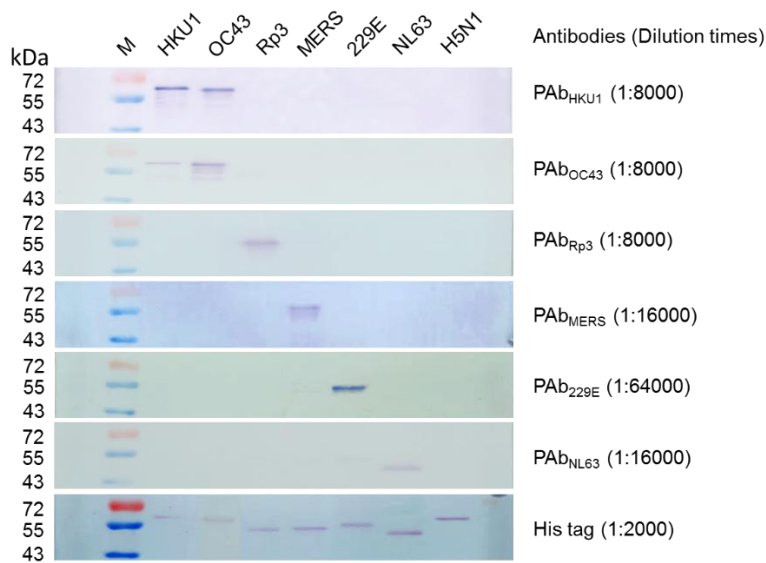 M HKU1 OC43 Rp3 MERS 229E NL63 H5N1 Antibodies (Dilution times)
kDa
72
55 PAbHKU1 (1:8000)
43
72
55 PAbOC43 (1:8000)
43
72
55 PAbRp3 (1:8000)
43
72
55 PAbMERS (1:16000)
43
72
55 PAb229E (1:64000)
43
72
55 PAbNL63 (1:16000)
43
72
55 His tag (1:2000)
43